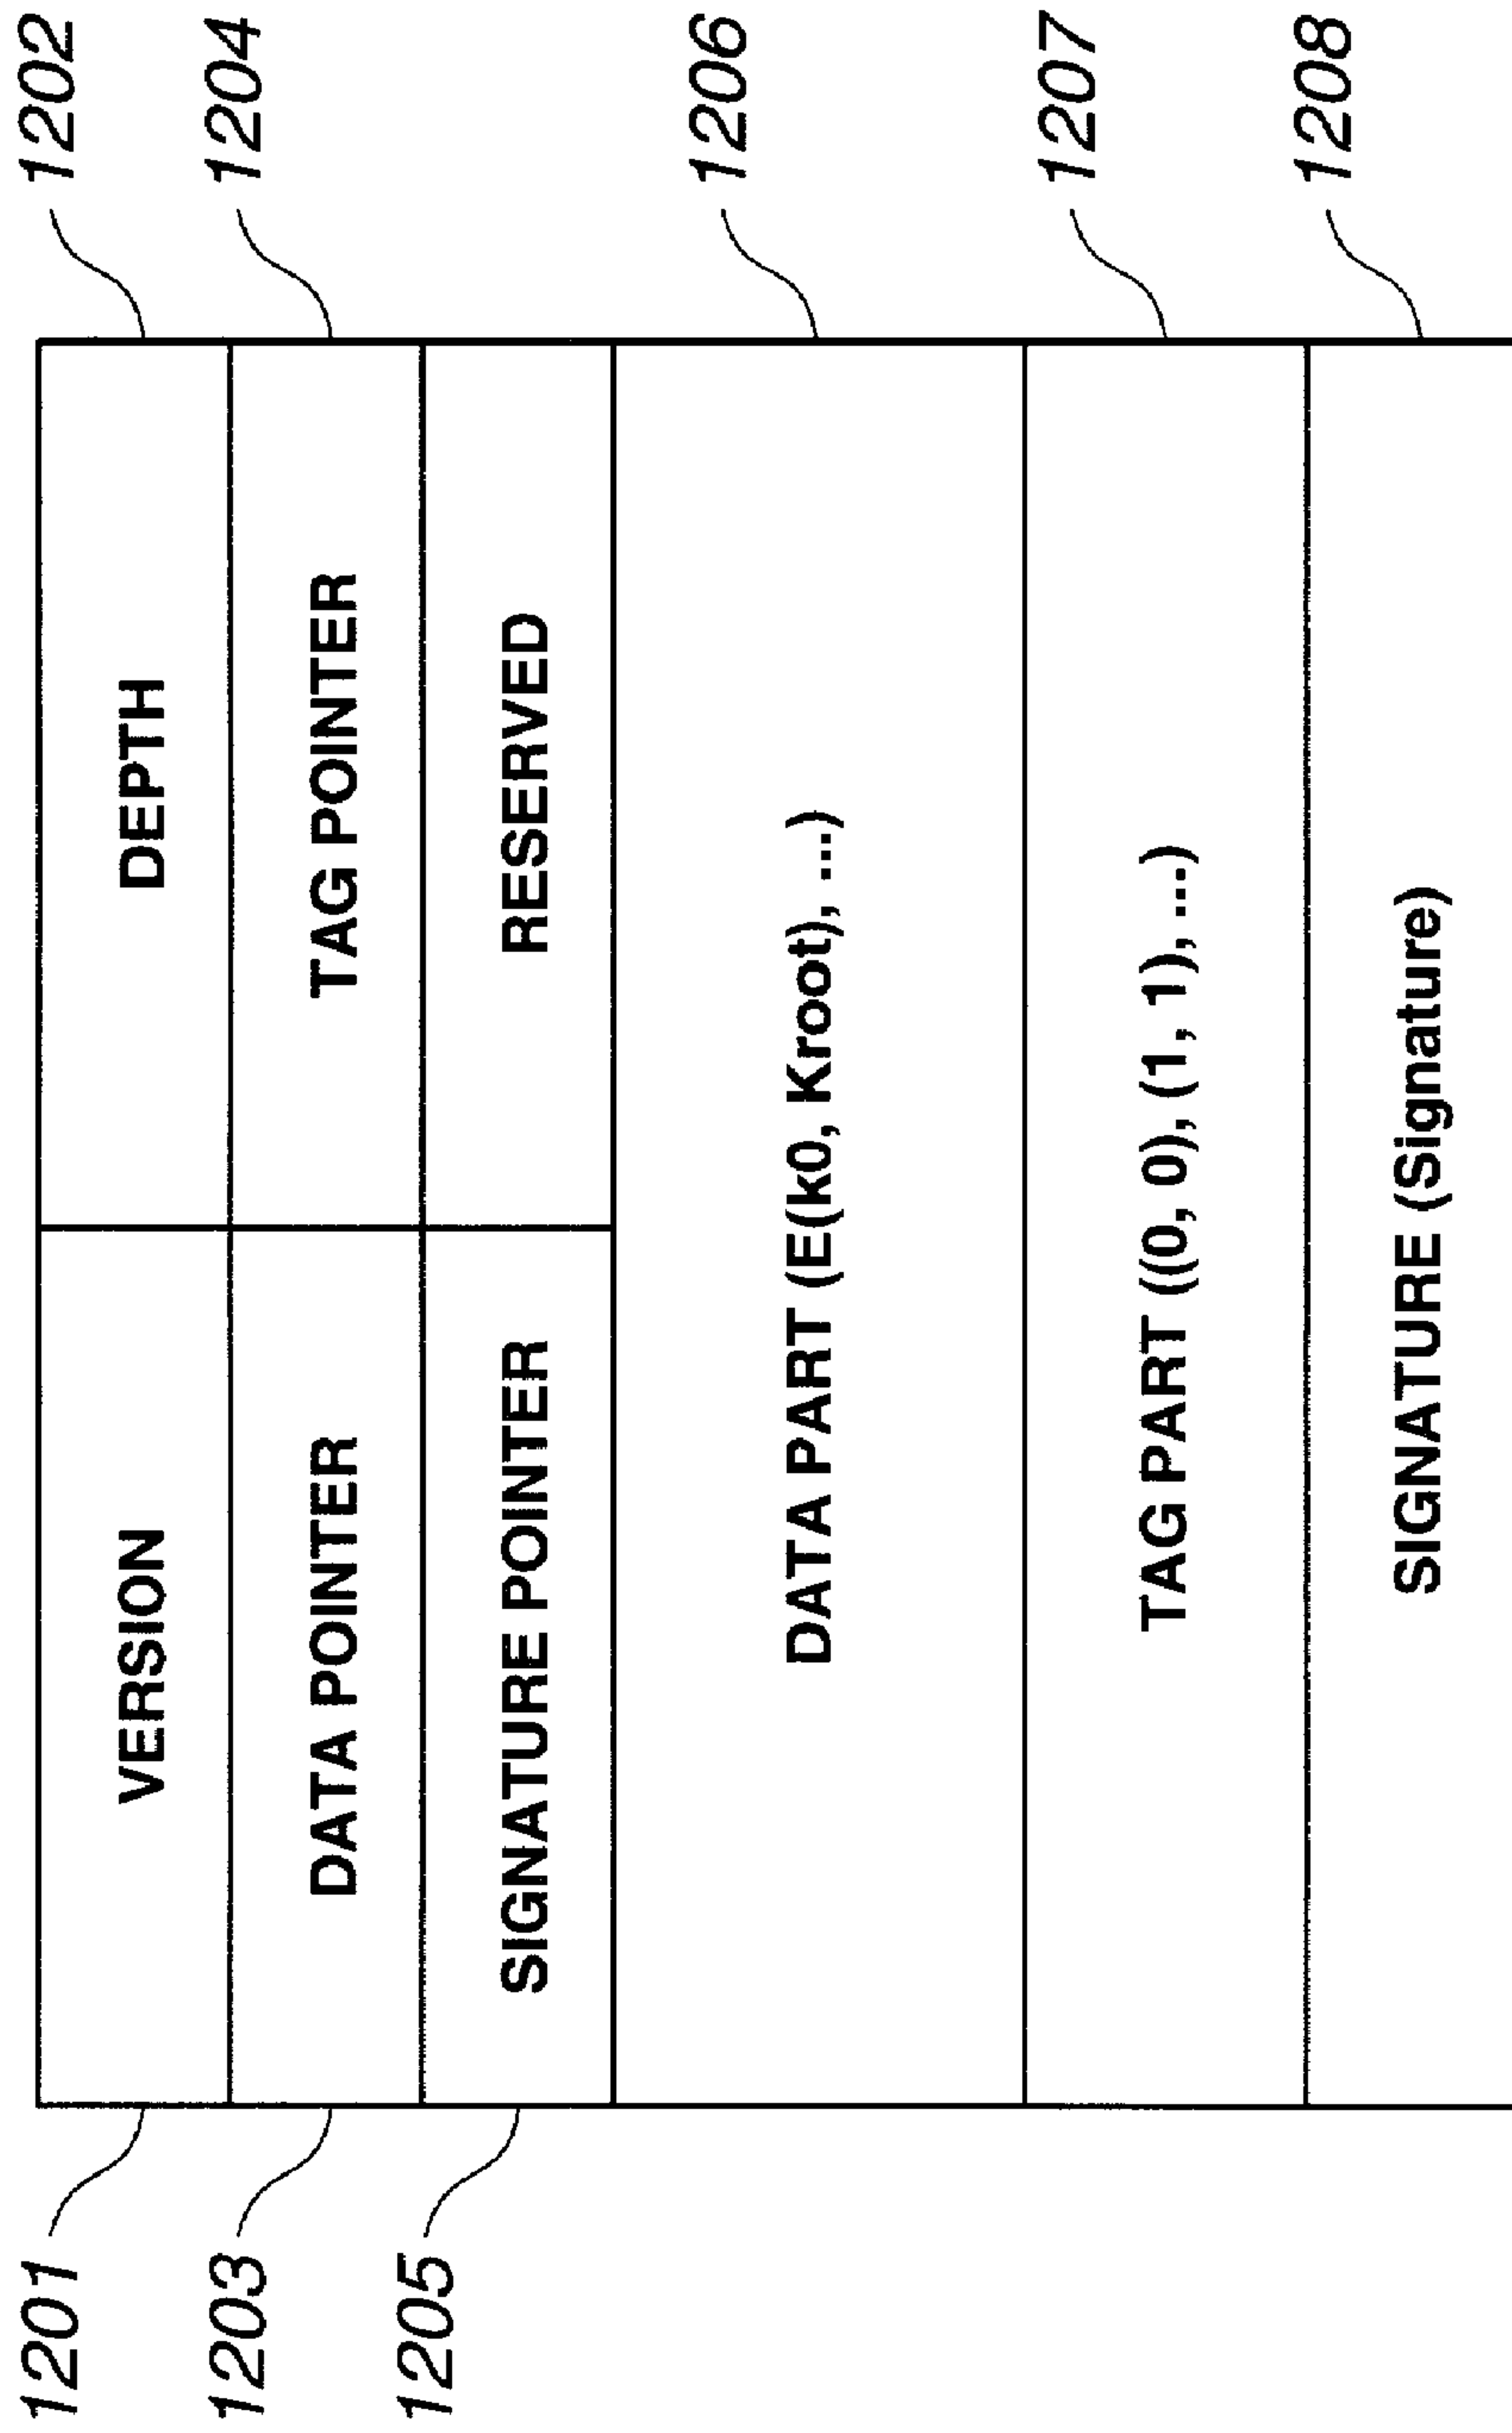 1201 VERSION DEPTH 1202
1203 DATA POINTER TAG POINTER 1204
1205 SIGNATURE POINTER RESERVED
DATA PART (E(k0, Kroot), ...) 1206
TAG PART ((0, 0), (1, 1), ...) 1207
SIGNATURE (Signature) 1208